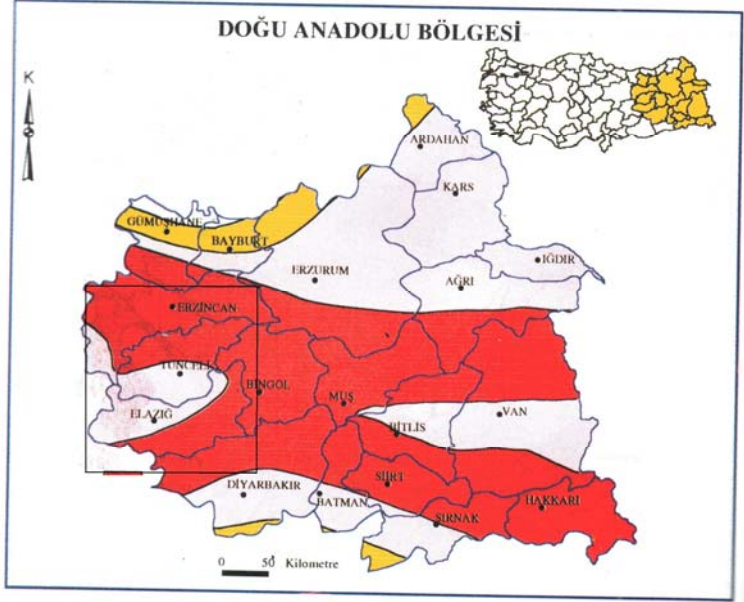 DOĞU ANADOLU BÖLGESİ
K
ARDAHAN
KARS
GÜMÜŞHANE
BAYBURT
IĞDIR
ERZURUM
AĞRI
ERZİNCAN
TUNCELİ
BİNGÖL
MUŞ
ELAZIĞ
VAN
BİTLİS
DİYARBAKIR
SİİRT
BATMAN
HAKKARİ
ŞIRNAK
0 50 Kilometre